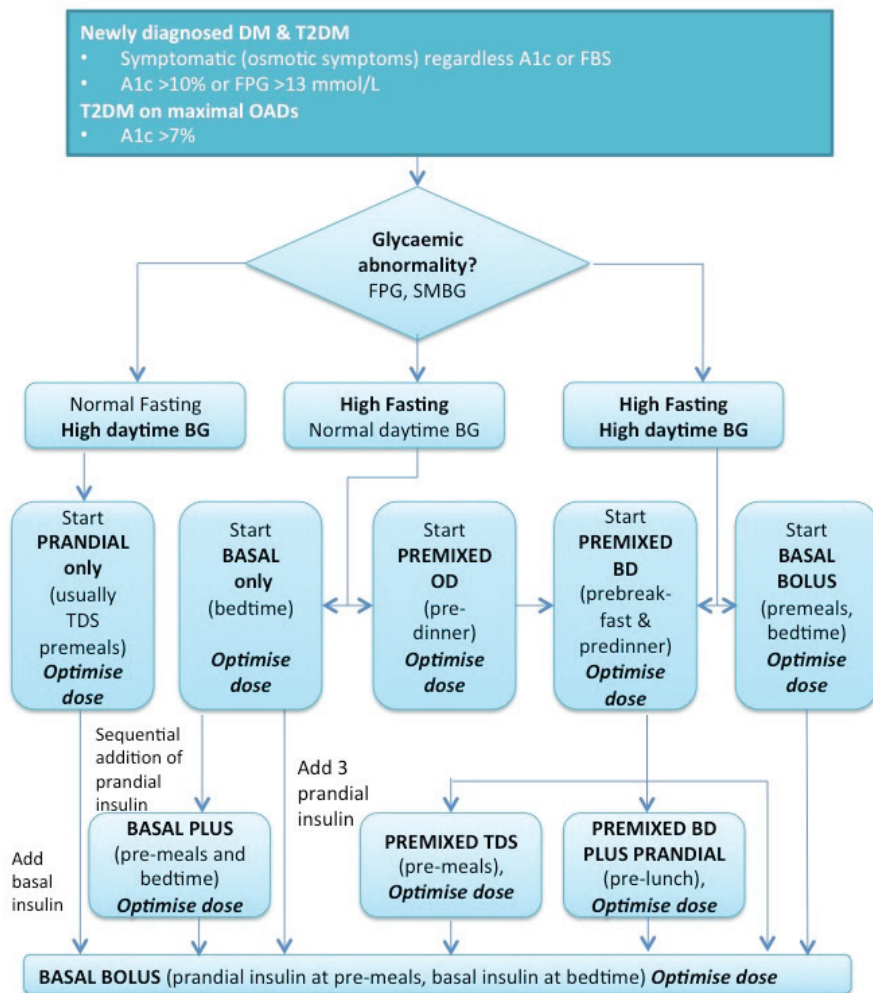 Newly diagnosed DM & T2DM
• Symptomatic (osmotic symptoms) regardless A1c or FBS
• A1c >10% or FPG >13 mmol/L
T2DM on maximal OADs
• A1c >7%
Glycaemic
abnormality?
FPG, SMBG
Normal Fasting
High daytime BG
High Fasting
Normal daytime BG
High Fasting
High daytime BG
Start
PRANDIAL
only
(usually
TDS
premeals)
Optimise
dose
Start
BASAL
only
(bedtime)
Optimise
dose
Start
PREMIXED
OD
(pre-
dinner)
Optimise
dose
Start
PREMIXED
BD
(prebreak-
fast &
predinner)
Optimise
dose
Start
BASAL
BOLUS
(premeals,
bedtime)
Optimise
dose
Sequential
addition of
prandial
insulin
Add 3
prandial
insulin
Add
basal
insulin
BASAL PLUS
(pre-meals and
bedtime)
Optimise dose
PREMIXED TDS
(pre-meals),
Optimise dose
PREMIXED BD
PLUS PRANDIAL
(pre-lunch),
Optimise dose
BASAL BOLUS (prandial insulin at pre-meals, basal insulin at bedtime) Optimise dose